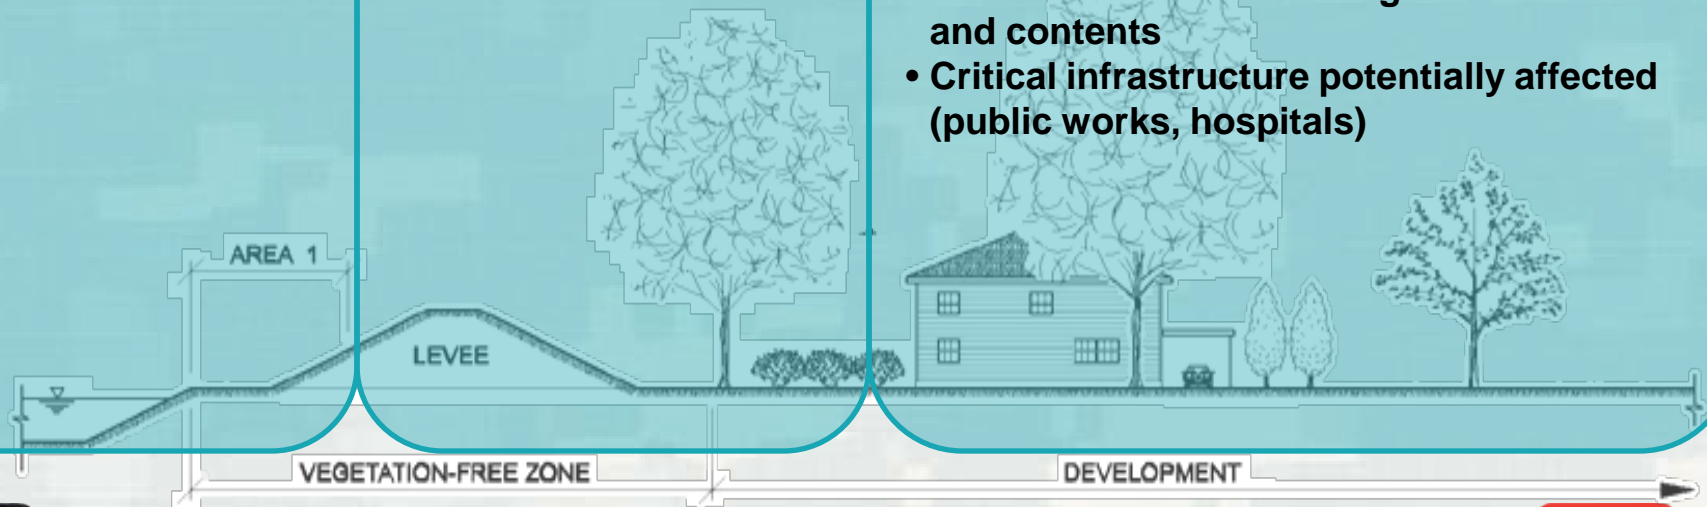 and contents
• Critical infrastructure potentially affected
(public works, hospitals)
AREA 1
LEVEE
VEGETATION-FREE ZONE
DEVELOPMENT